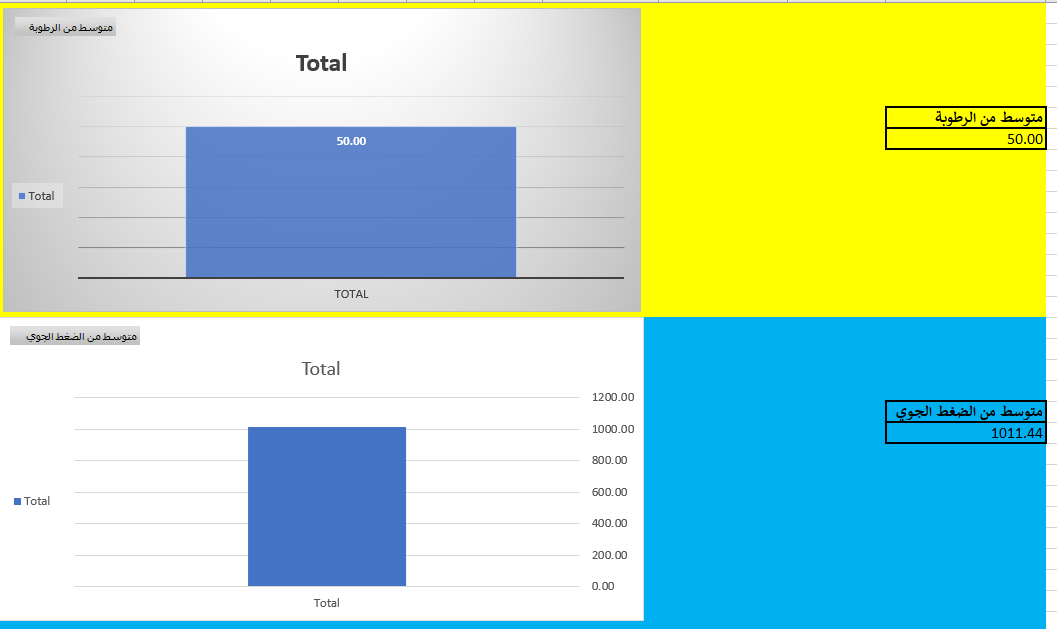 متوسط من الرطوبة
Total
50.00
Total
TOTAL
متوسط من الرطوبة
50.00
متوسط من الضغط الجوي
Total
1200.00
1000.00
800.00
600.00
400.00
200.00
0.00
Total
Total
متوسط من الضغط الجوي
1011.44